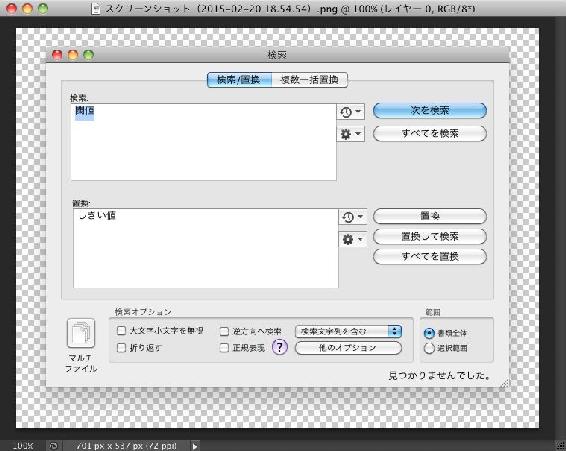 スクリーンショット（2015-02-20 18.54.54）.png @ 100% (レイヤー 0, RGB/8*)
検索
検索/置換 複数一括置換
検索:
閾値
次を検索
すべてを検索
置換:
しきい値
置換
置換して検索
すべてを置換
検索オプション
範囲
大文字小文字を無視
逆方向へ検索
検索文字列を含む
書類全体
折り返す
正規表現
?
他のオプション
選択範囲
マルチ
ファイル
見つかりませんでした。
100%
701 px x 537 px (72 ppi)